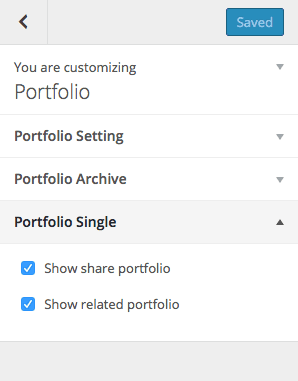 Saved
You are customizing
Portfolio
Portfolio Setting
Portfolio Archive
Portfolio Single
Show share portfolio
Show related portfolio